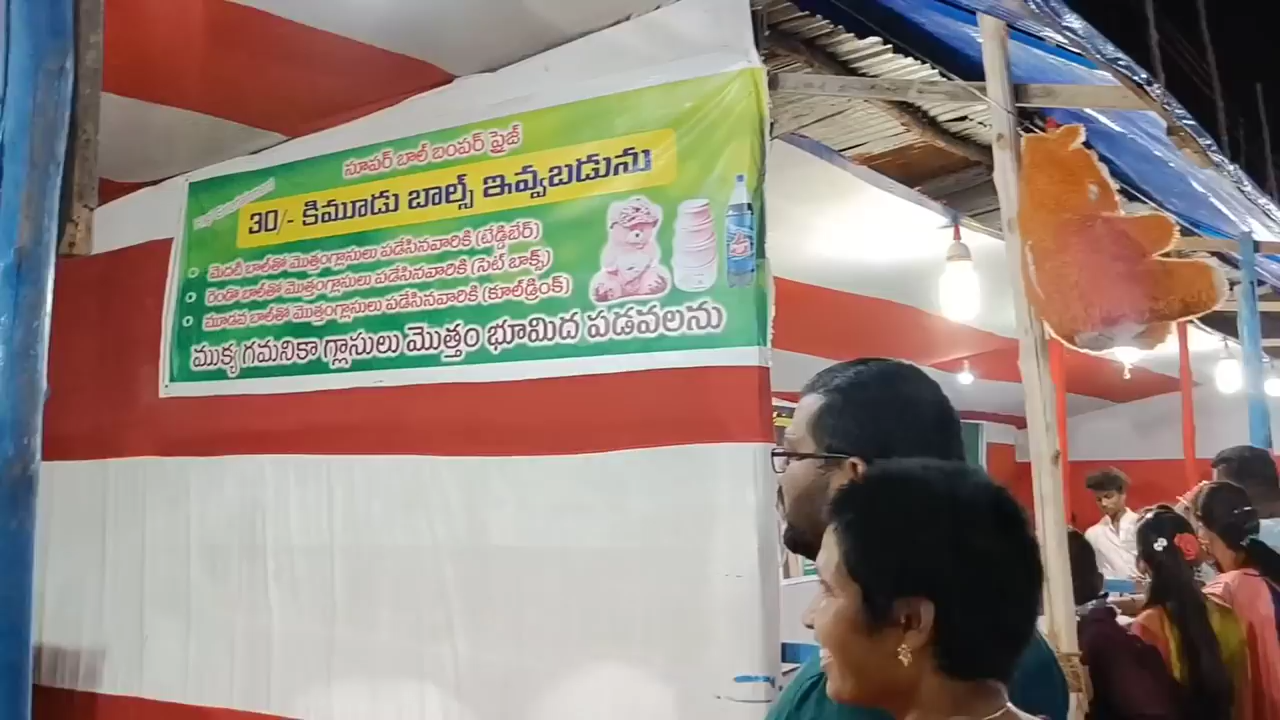 సూపర్ బాల్ బంపర్ ప్రైజ్
30/- కిమూడు బాల్స్ ఇవ్వబడును
మొదటి బాల్‌తో మొత్తంగ్లాసులు పడేసినవారికి (టేడ్డిబేర్)
రెండొ బాల్‌తో మొత్తంగ్లాసులు పడేసినవారికి (సెట్ బాక్స్)
మూడవ బాల్‌తో మొత్తంగ్లాసులు పడేసినవారికి (కూల్‌డ్రింక్)
ముక్య గమనికా గ్లాసులు మొత్తం భూమిద పడవలను